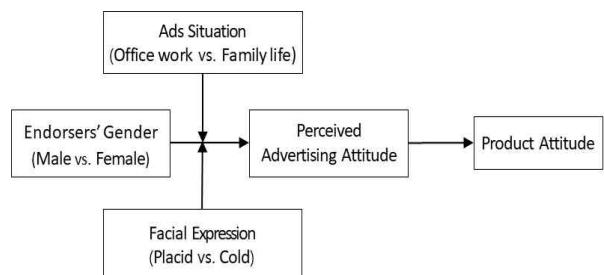 Ads Situation
(Office work vs. Family life)
Endorsers' Gender
(Male vs. Female)
Perceived
Advertising Attitude
Product Attitude
Facial Expression
(Placid vs. Cold)